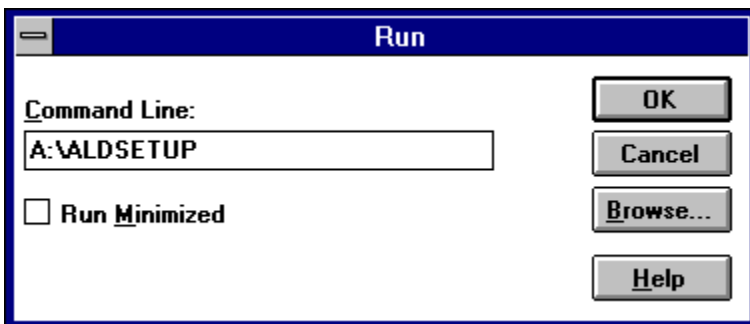 Run
Command Line:
A:\ALDSETUP
Run Minimized
OK
Cancel
Browse...
Help